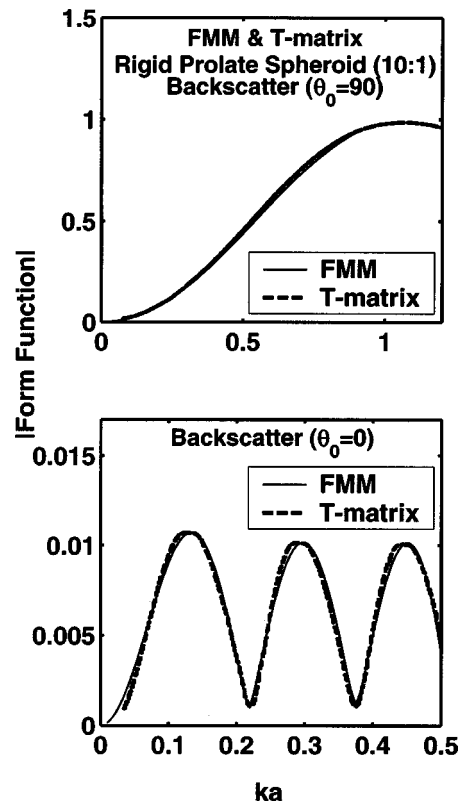 1.5
FMM & T-matrix
Rigid Prolate Spheroid (10:1)
Backscatter (θ₀=90)
1
0.5
FMM
T-matrix
0
0
0.5
1
|Form Function|
Backscatter (θ₀=0)
0.015
FMM
T-matrix
0.01
0.005
0
0
0.1
0.2
0.3
0.4
0.5
ka